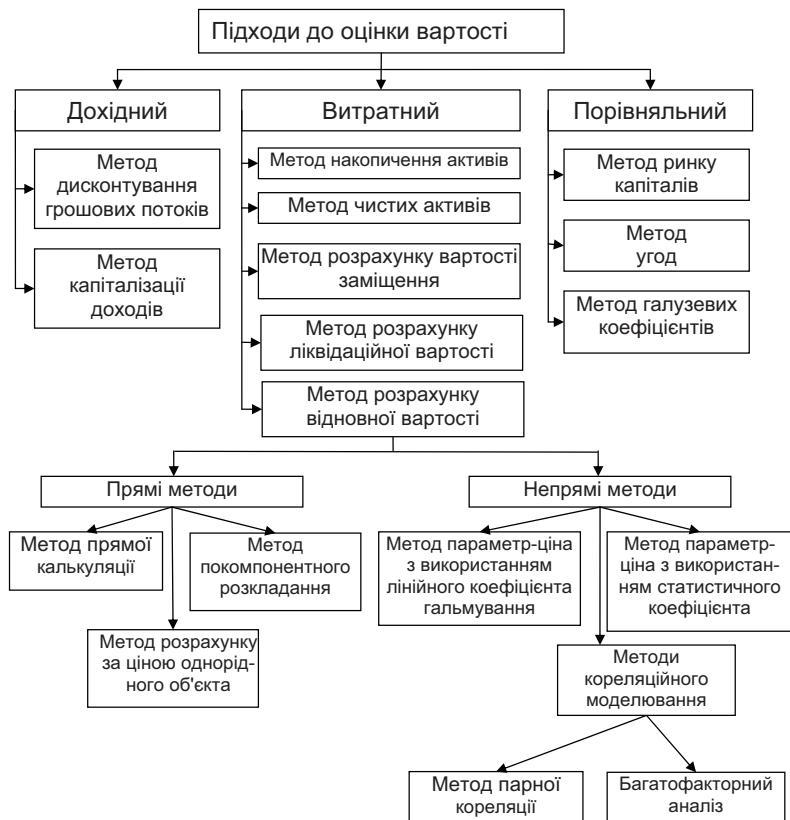 Підходи до оцінки вартості
Дохідний
Витратний
Порівняльний
Метод
дисконтування
грошових потоків
Метод
капіталізації
доходів
Метод накопичення активів
Метод чистих активів
Метод розрахунку вартості
заміщення
Метод розрахунку
ліквідаційної вартості
Метод розрахунку
відновної вартості
Метод ринку
капіталів
Метод
угод
Метод галузевих
коефіцієнтів
Прямі методи
Непрямі методи
Метод прямої
калькуляції
Метод
покомпонентного
розкладання
Метод розрахунку
за ціною однорід-
ного об'єкта
Метод параметр-ціна
з використанням
лінійного коефіцієнта
гальмування
Метод параметр-
ціна з використан-
ням статистичного
коефіцієнта
Методи
кореляційного
моделювання
Метод парної
кореляції
Багатофакторний
аналіз